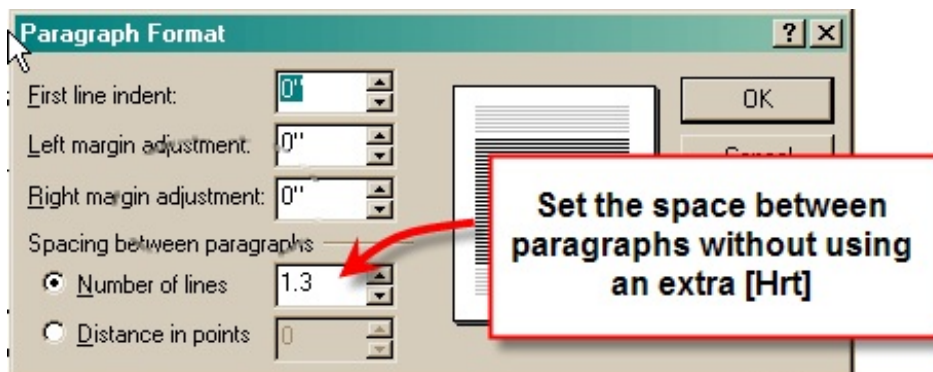 Paragraph Format
First line indent: 0"
Left margin adjustment: 0"
Right margin adjustment: 0"
Spacing between paragraphs
Number of lines 1.3
Distance in points 0
OK
Cancel
Set the space between
paragraphs without using
an extra [Hrt]